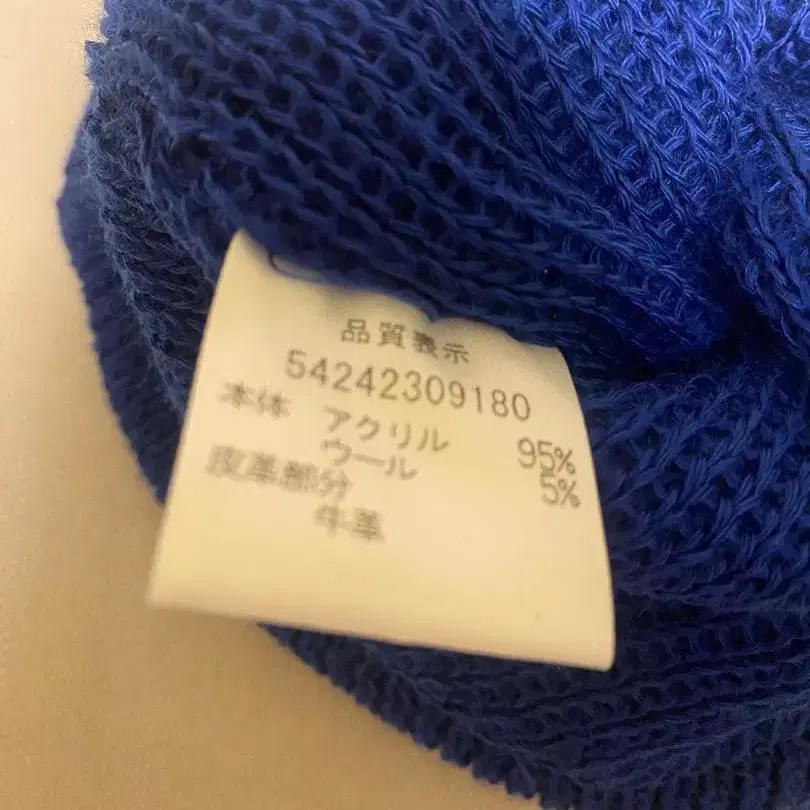 品質表示
54242309180
本体 アクリル 95%
ウール 5%
皮革部分
牛革